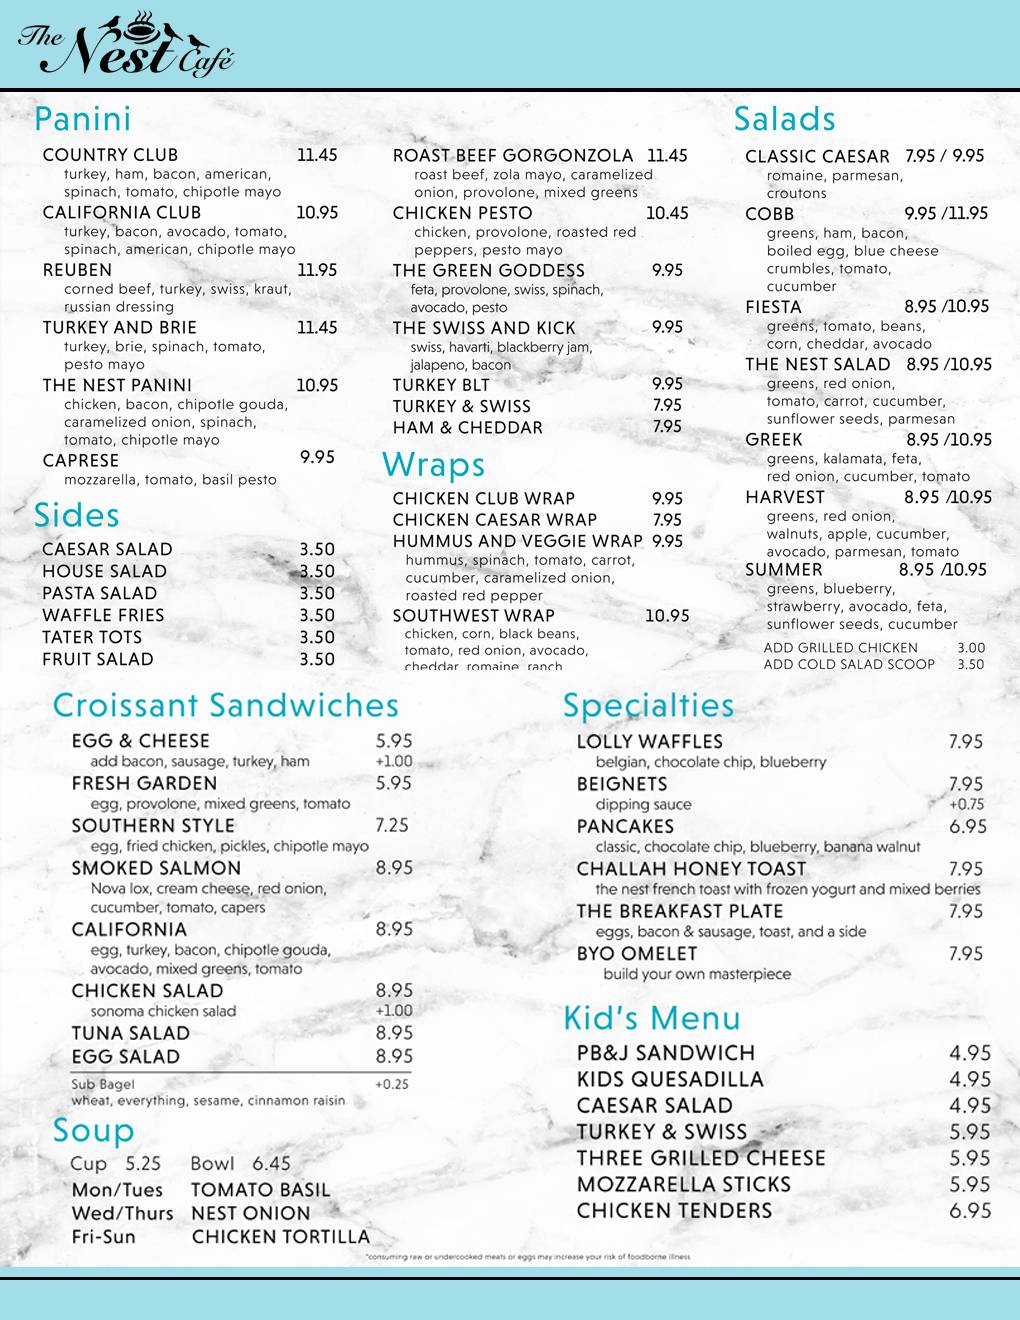 The Nest Café
Panini
COUNTRY CLUB 11.45
turkey, ham, bacon, american,
spinach, tomato, chipotle mayo
CALIFORNIA CLUB 10.95
turkey, bacon, avocado, tomato,
spinach, american, chipotle mayo
REUBEN 11.95
corned beef, turkey, swiss, kraut,
russian dressing
TURKEY AND BRIE 11.45
turkey, brie, spinach, tomato,
pesto mayo
THE NEST PANINI 10.95
chicken, bacon, chipotle gouda,
caramelized onion, spinach,
tomato, chipotle mayo
CAPRESE 9.95
mozzarella, tomato, basil pesto
ROAST BEEF GORGONZOLA 11.45
roast beef, zola mayo, caramelized
onion, provolone, mixed greens
CHICKEN PESTO 10.45
chicken, provolone, roasted red
peppers, pesto mayo
THE GREEN GODDESS 9.95
feta, provolone, swiss, spinach,
avocado, pesto
THE SWISS AND KICK 9.95
swiss, havarti, blackberry jam,
jalapeno, bacon
TURKEY BLT 9.95
TURKEY & SWISS 7.95
HAM & CHEDDAR 7.95
Sides
CAESAR SALAD 3.50
HOUSE SALAD 3.50
PASTA SALAD 3.50
WAFFLE FRIES 3.50
TATER TOTS 3.50
FRUIT SALAD 3.50
Wraps
CHICKEN CLUB WRAP 9.95
CHICKEN CAESAR WRAP 7.95
HUMMUS AND VEGGIE WRAP 9.95
hummus, spinach, tomato, carrot,
cucumber, caramelized onion,
roasted red pepper
SOUTHWEST WRAP 10.95
chicken, corn, black beans,
tomato, red onion, avocado,
cheddar, romaine, ranch
Salads
CLASSIC CAESAR 7.95 / 9.95
romaine, parmesan,
croutons
COBB 9.95 /11.95
greens, ham, bacon,
boiled egg, blue cheese
crumbles, tomato,
cucumber
FIESTA 8.95 /10.95
greens, tomato, beans,
corn, cheddar, avocado
THE NEST SALAD 8.95 /10.95
greens, red onion,
tomato, carrot, cucumber,
sunflower seeds, parmesan
GREEK 8.95 /10.95
greens, kalamata, feta,
red onion, cucumber, tomato
HARVEST 8.95 /10.95
greens, red onion,
walnuts, apple, cucumber,
avocado, parmesan, tomato
SUMMER 8.95 /10.95
greens, blueberry,
strawberry, avocado, feta,
sunflower seeds, cucumber
ADD GRILLED CHICKEN 3.00
ADD COLD SALAD SCOOP 3.50
Croissant Sandwiches
EGG & CHEESE 5.95
add bacon, sausage, turkey, ham +1.00
FRESH GARDEN 5.95
egg, provolone, mixed greens, tomato
SOUTHERN STYLE 7.25
egg, fried chicken, pickles, chipotle mayo
SMOKED SALMON 8.95
Nova lox, cream cheese, red onion,
cucumber, tomato, capers
CALIFORNIA 8.95
egg, turkey, bacon, chipotle gouda,
avocado, mixed greens, tomato
CHICKEN SALAD 8.95
sonoma chicken salad +1.00
TUNA SALAD 8.95
EGG SALAD 8.95
Sub Bagel +0.25
wheat, everything, sesame, cinnamon raisin
Soup
Cup 5.25 Bowl 6.45
Mon/Tues TOMATO BASIL
Wed/Thurs NEST ONION
Fri-Sun CHICKEN TORTILLA
Specialties
LOLLY WAFFLES 7.95
belgian, chocolate chip, blueberry
BEIGNETS 7.95
dipping sauce +0.75
PANCAKES 6.95
classic, chocolate chip, blueberry, banana walnut
CHALLAH HONEY TOAST 7.95
the nest french toast with frozen yogurt and mixed berries
THE BREAKFAST PLATE 7.95
eggs, bacon & sausage, toast, and a side
BYO OMELET 7.95
build your own masterpiece
Kid's Menu
PB&J SANDWICH 4.95
KIDS QUESADILLA 4.95
CAESAR SALAD 4.95
TURKEY & SWISS 5.95
THREE GRILLED CHEESE 5.95
MOZZARELLA STICKS 5.95
CHICKEN TENDERS 6.95
*consuming raw or undercooked meats or eggs may increase your risk of foodborne illness